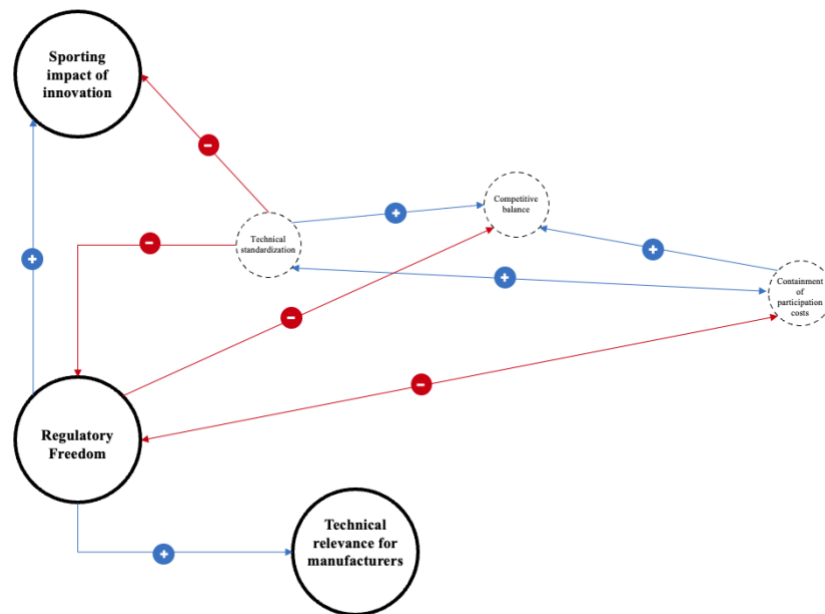 Sporting
impact of
innovation
Competitive
balance
Technical
standardization
Containment
of
participation
costs
Regulatory
Freedom
Technical
relevance for
manufacturers